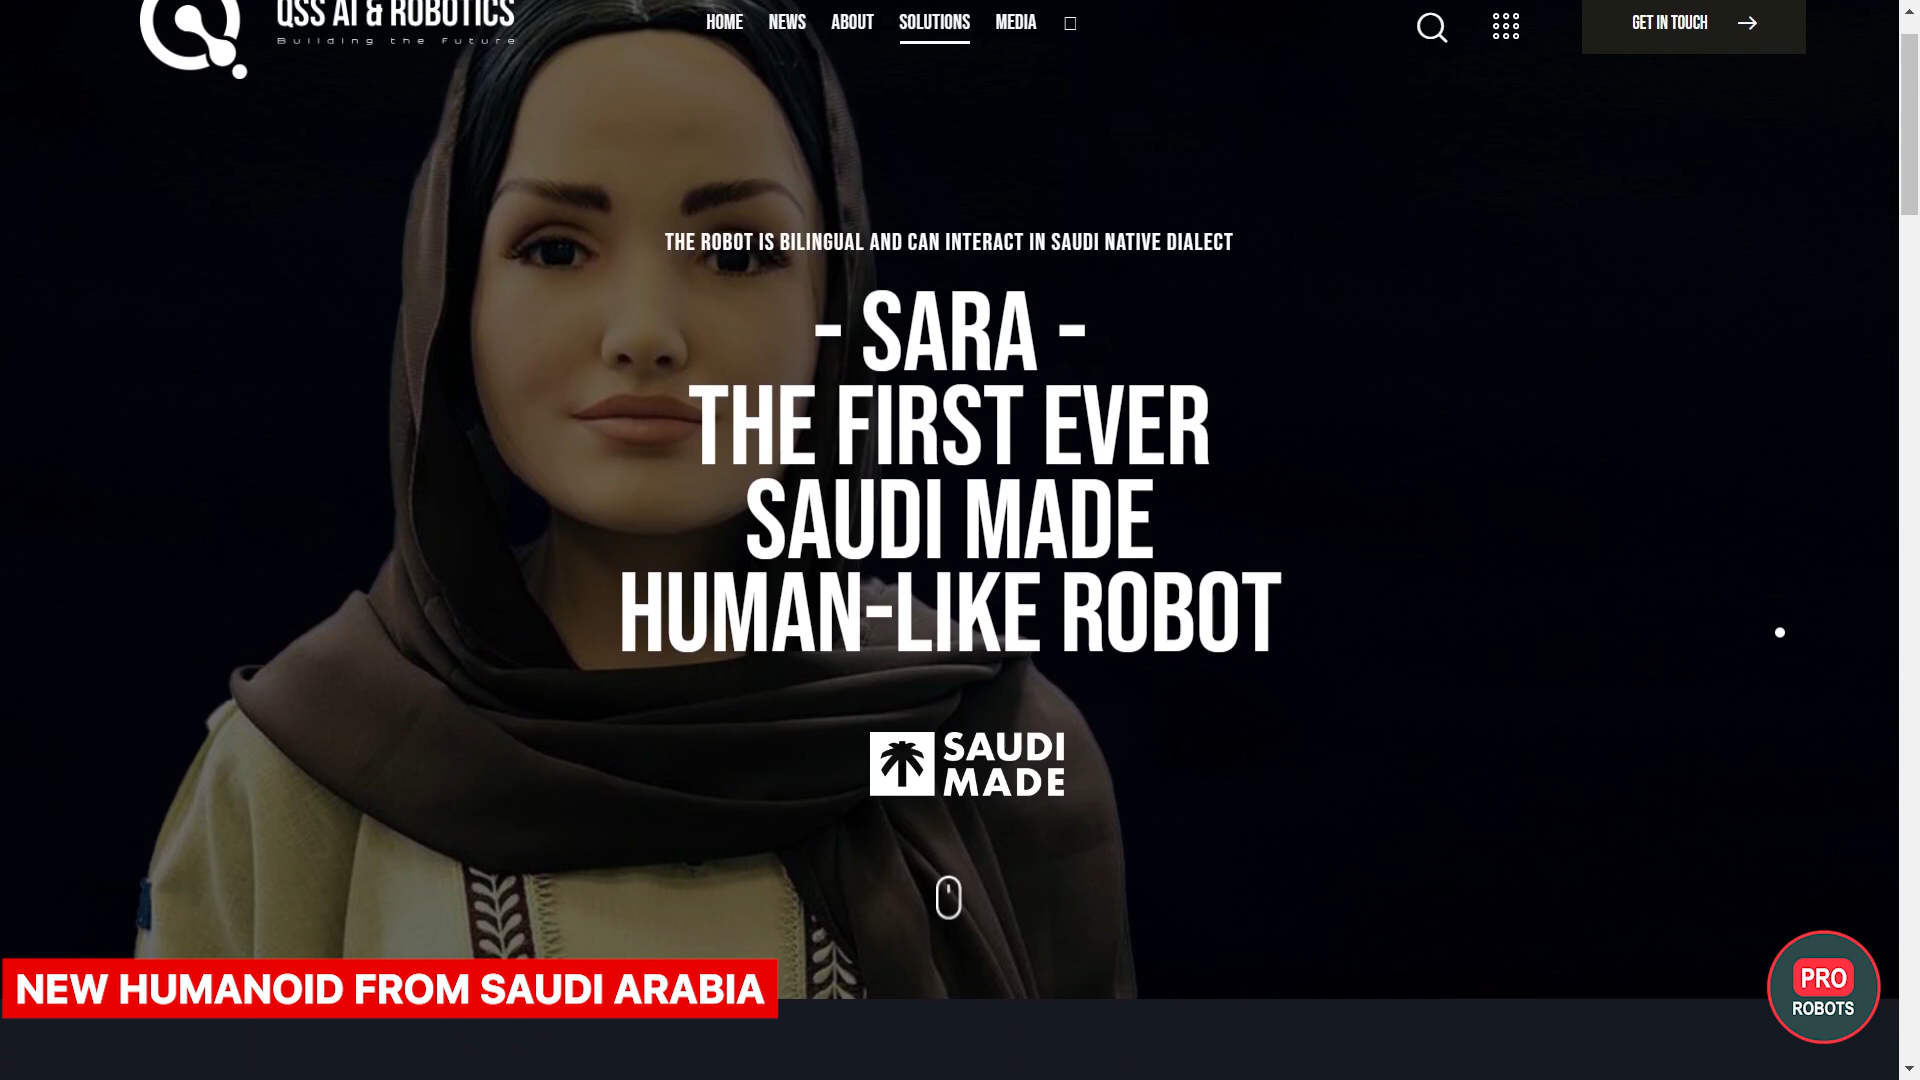 QSS AI & ROBOTICS
Building the Future
HOME NEWS ABOUT SOLUTIONS MEDIA
GET IN TOUCH
THE ROBOT IS BILINGUAL AND CAN INTERACT IN SAUDI NATIVE DIALECT
- SARA -
THE FIRST EVER
SAUDI MADE
HUMAN-LIKE ROBOT
SAUDI
MADE
NEW HUMANOID FROM SAUDI ARABIA
PRO
ROBOTS